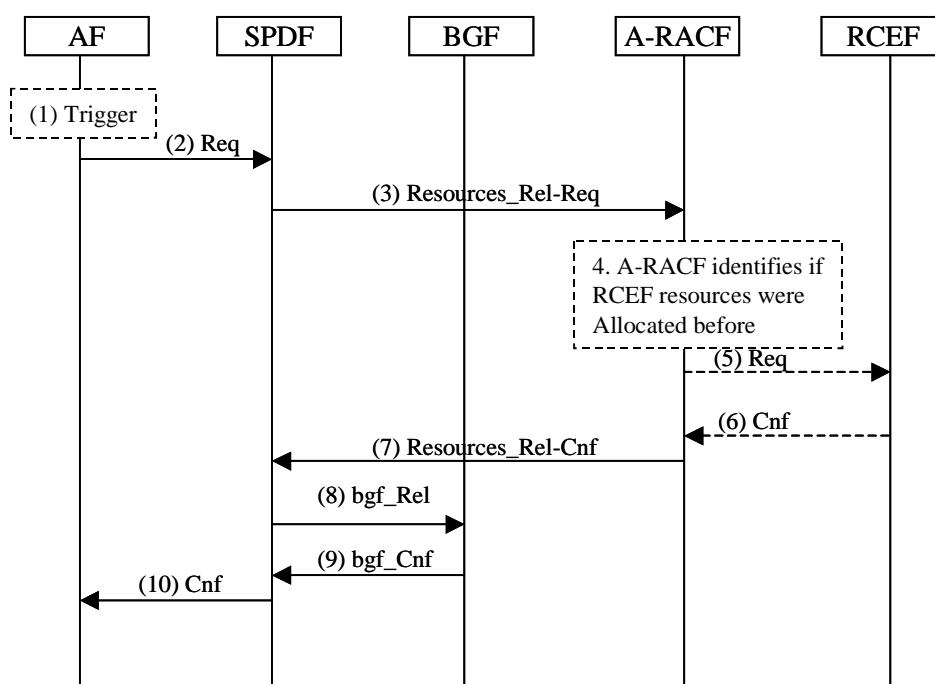 AF
SPDF
BGF
A-RACF
RCEF
(1) Trigger
(2) Req
(3) Resources_Rel-Req
4. A-RACF identifies if
RCEF resources were
Allocated before
(5) Req
(6) Cnf
(7) Resources_Rel-Cnf
(8) bgf_Rel
(9) bgf_Cnf
(10) Cnf